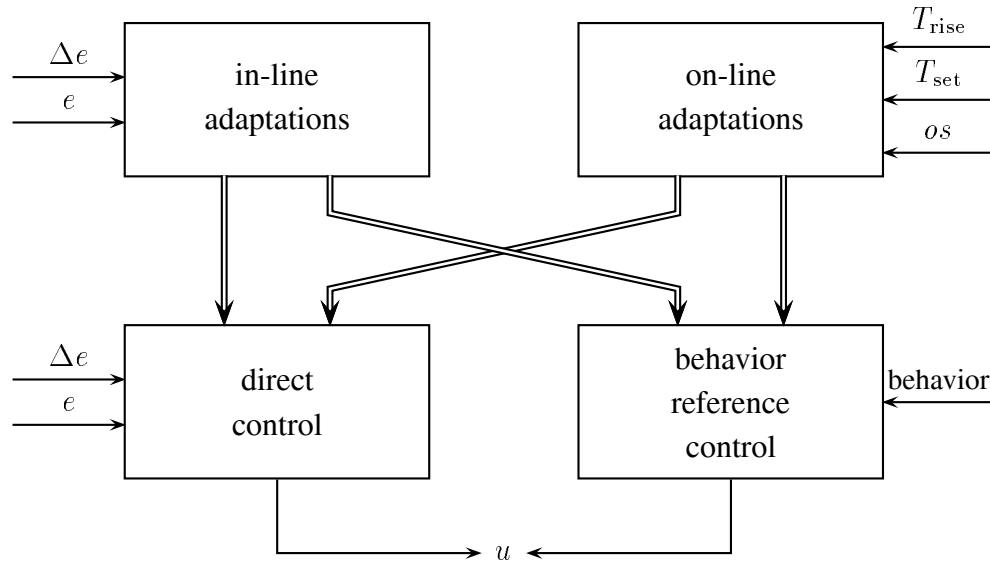 Δe
e
in-line
adaptations
on-line
adaptations
T_rise
T_set
os
Δe
e
direct
control
behavior
reference
control
behavior
u